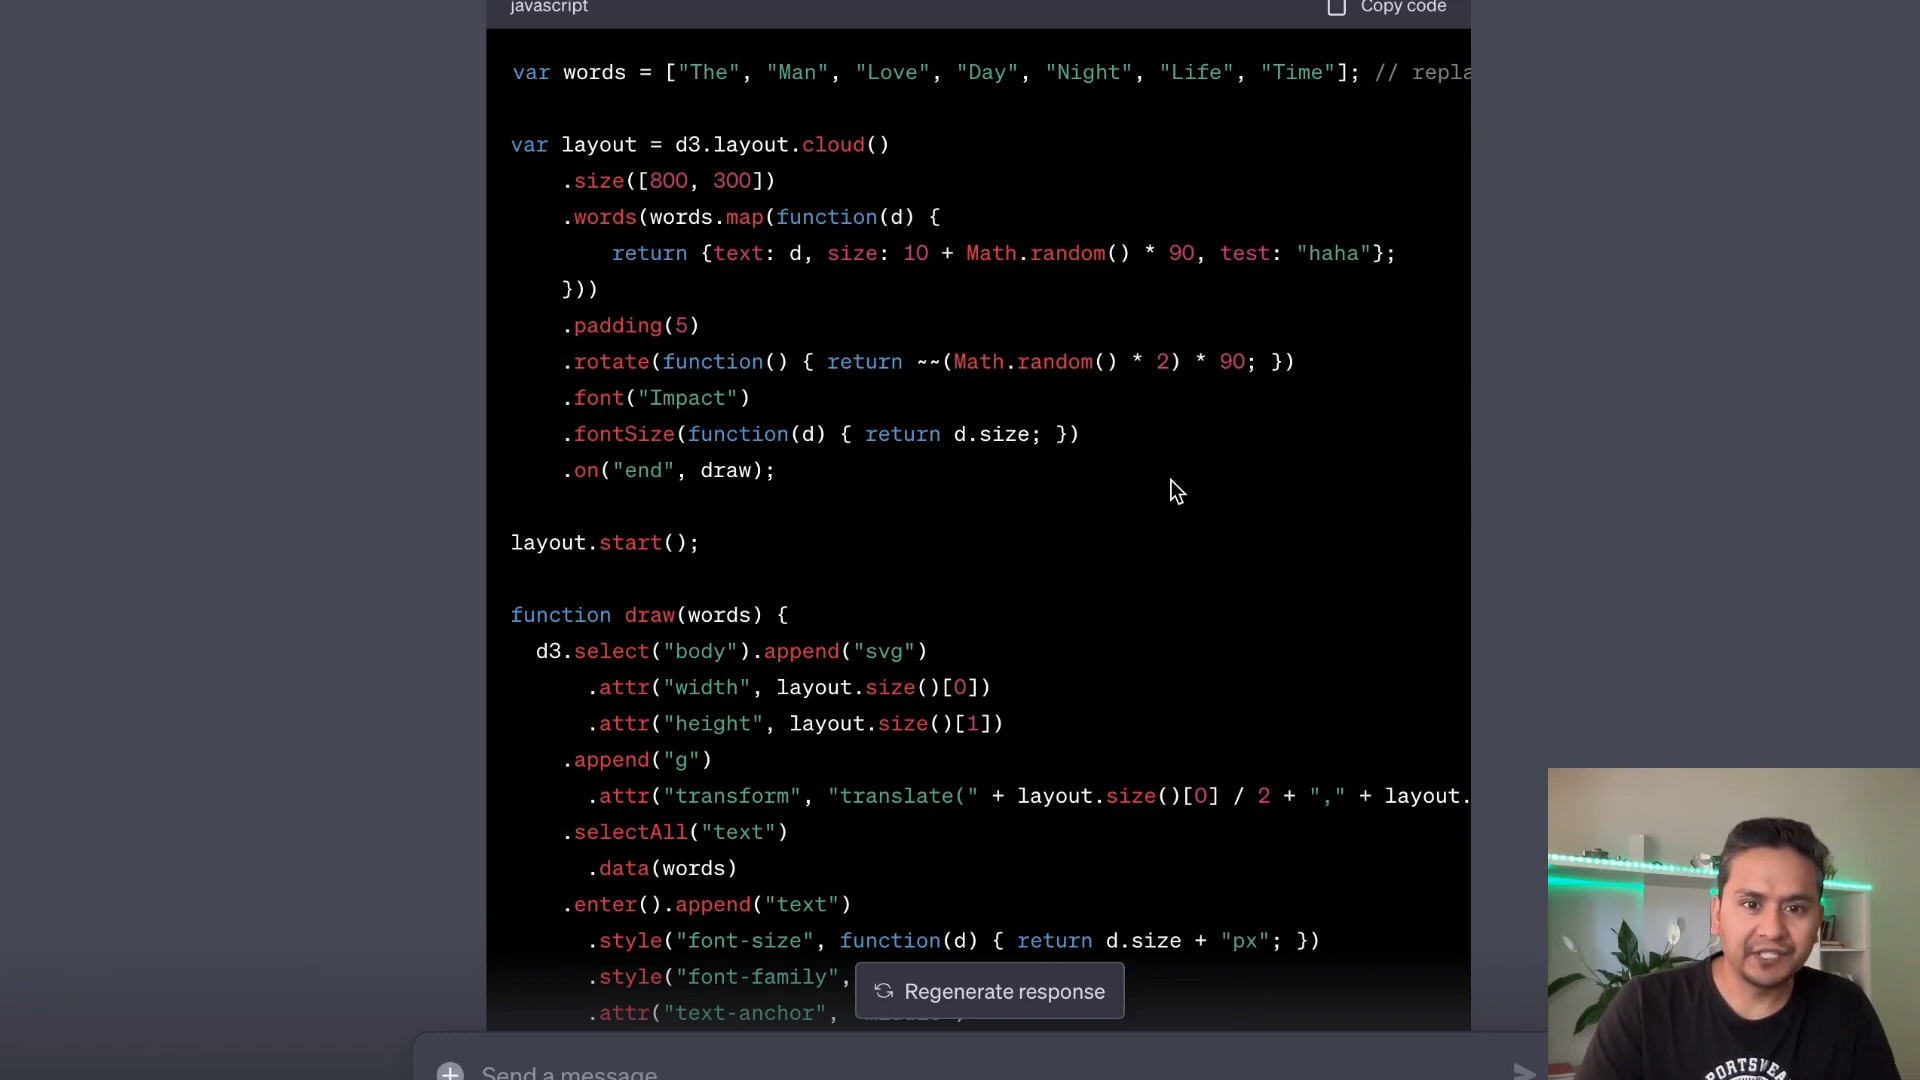 javascript
Copy code
var words = ["The", "Man", "Love", "Day", "Night", "Life", "Time"]; // repla
var layout = d3.layout.cloud()
.size([800, 300])
.words(words.map(function(d) {
return {text: d, size: 10 + Math.random() * 90, test: "haha"};
}))
.padding(5)
.rotate(function() { return ~~(Math.random() * 2) * 90; })
.font("Impact")
.fontSize(function(d) { return d.size; })
.on("end", draw);
layout.start();
function draw(words) {
d3.select("body").append("svg")
.attr("width", layout.size()[0])
.attr("height", layout.size()[1])
.append("g")
.attr("transform", "translate(" + layout.size()[0] / 2 + "," + layout.
.selectAll("text")
.data(words)
.enter().append("text")
.style("font-size", function(d) { return d.size + "px"; })
.style("font-family",
.attr("text-anchor",
Regenerate response
Send a message